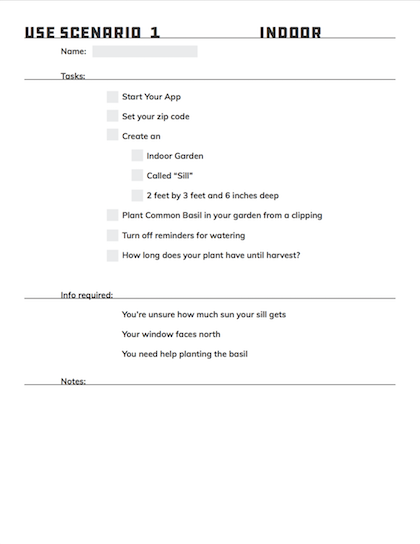 USE SCENARIO 1 INDOOR
Name:
Tasks:
Start Your App
Set your zip code
Create an
Indoor Garden
Called “Sill”
2 feet by 3 feet and 6 inches deep
Plant Common Basil in your garden from a clipping
Turn off reminders for watering
How long does your plant have until harvest?
Info required:
You're unsure how much sun your sill gets
Your window faces north
You need help planting the basil
Notes: